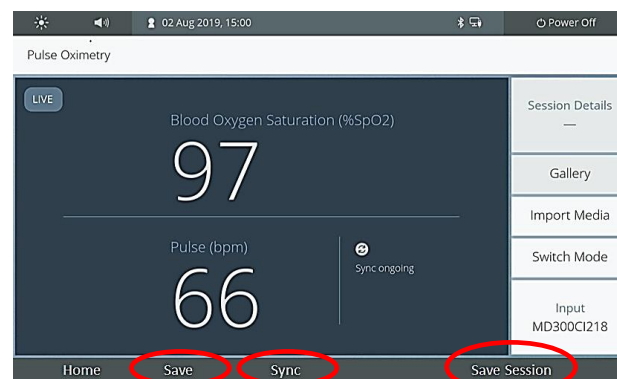 02 Aug 2019, 15:00
Power Off
Pulse Oximetry
LIVE
Blood Oxygen Saturation (%SpO2)
97
Pulse (bpm)
66
Sync ongoing
Session Details
—
Gallery
Import Media
Switch Mode
Input
MD300CI218
Home Save Sync Save Session